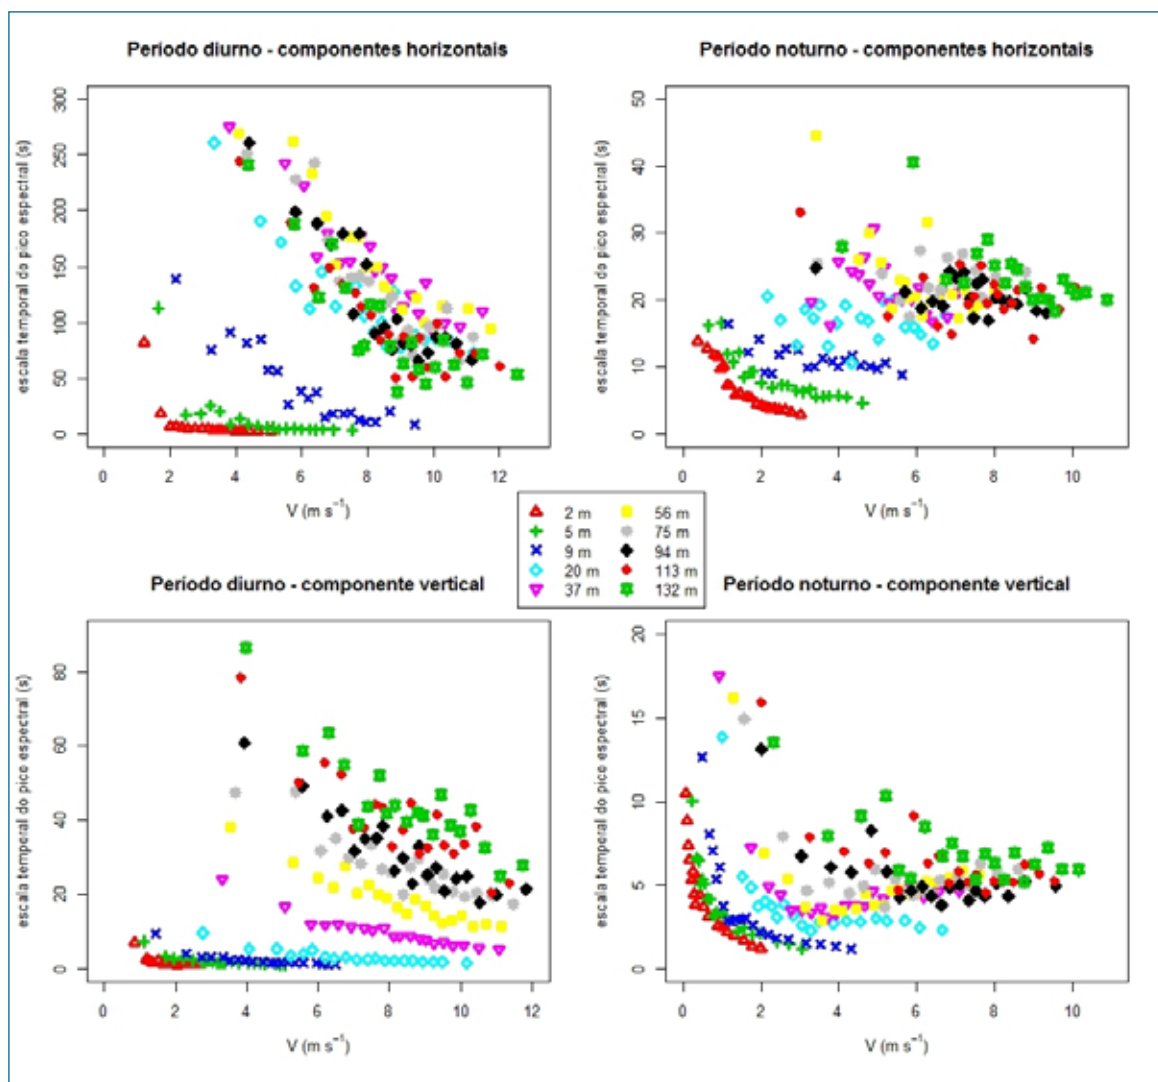 Período diurno - componentes horizontais
escala temporal do pico espectral (s)
300
250
200
150
100
50
0
0 2 4 6 8 10 12
V (m s⁻¹)
Período noturno - componentes horizontais
escala temporal do pico espectral (s)
50
40
30
20
10
0
0 2 4 6 8 10
V (m s⁻¹)
2 m
5 m
9 m
20 m
37 m
56 m
75 m
94 m
113 m
132 m
Período diurno - componente vertical
escala temporal do pico espectral (s)
80
60
40
20
0
0 2 4 6 8 10 12
V (m s⁻¹)
Período noturno - componente vertical
escala temporal do pico espectral (s)
20
15
10
5
0
0 2 4 6 8 10
V (m s⁻¹)